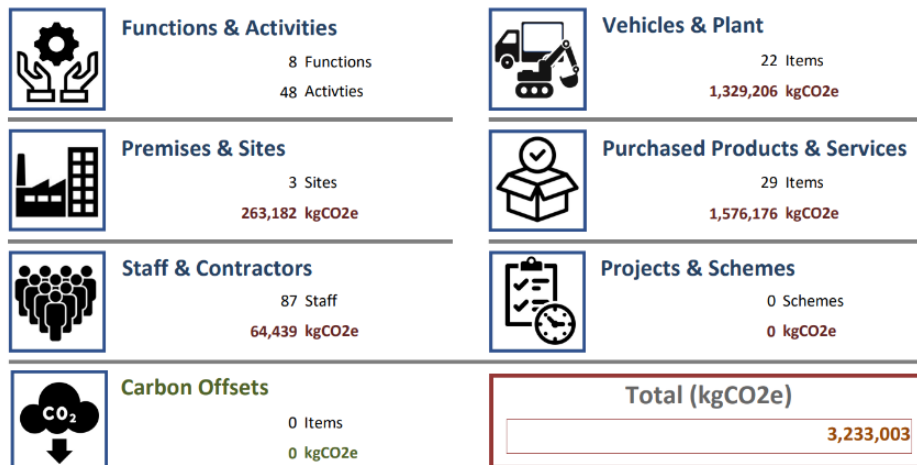 Functions & Activities
8 Functions
48 Activties
Vehicles & Plant
22 Items
1,329,206 kgCO2e
Premises & Sites
3 Sites
263,182 kgCO2e
Purchased Products & Services
29 Items
1,576,176 kgCO2e
Staff & Contractors
87 Staff
64,439 kgCO2e
Projects & Schemes
0 Schemes
0 kgCO2e
CO₂
Carbon Offsets
0 Items
0 kgCO2e
Total (kgCO2e)
3,233,003